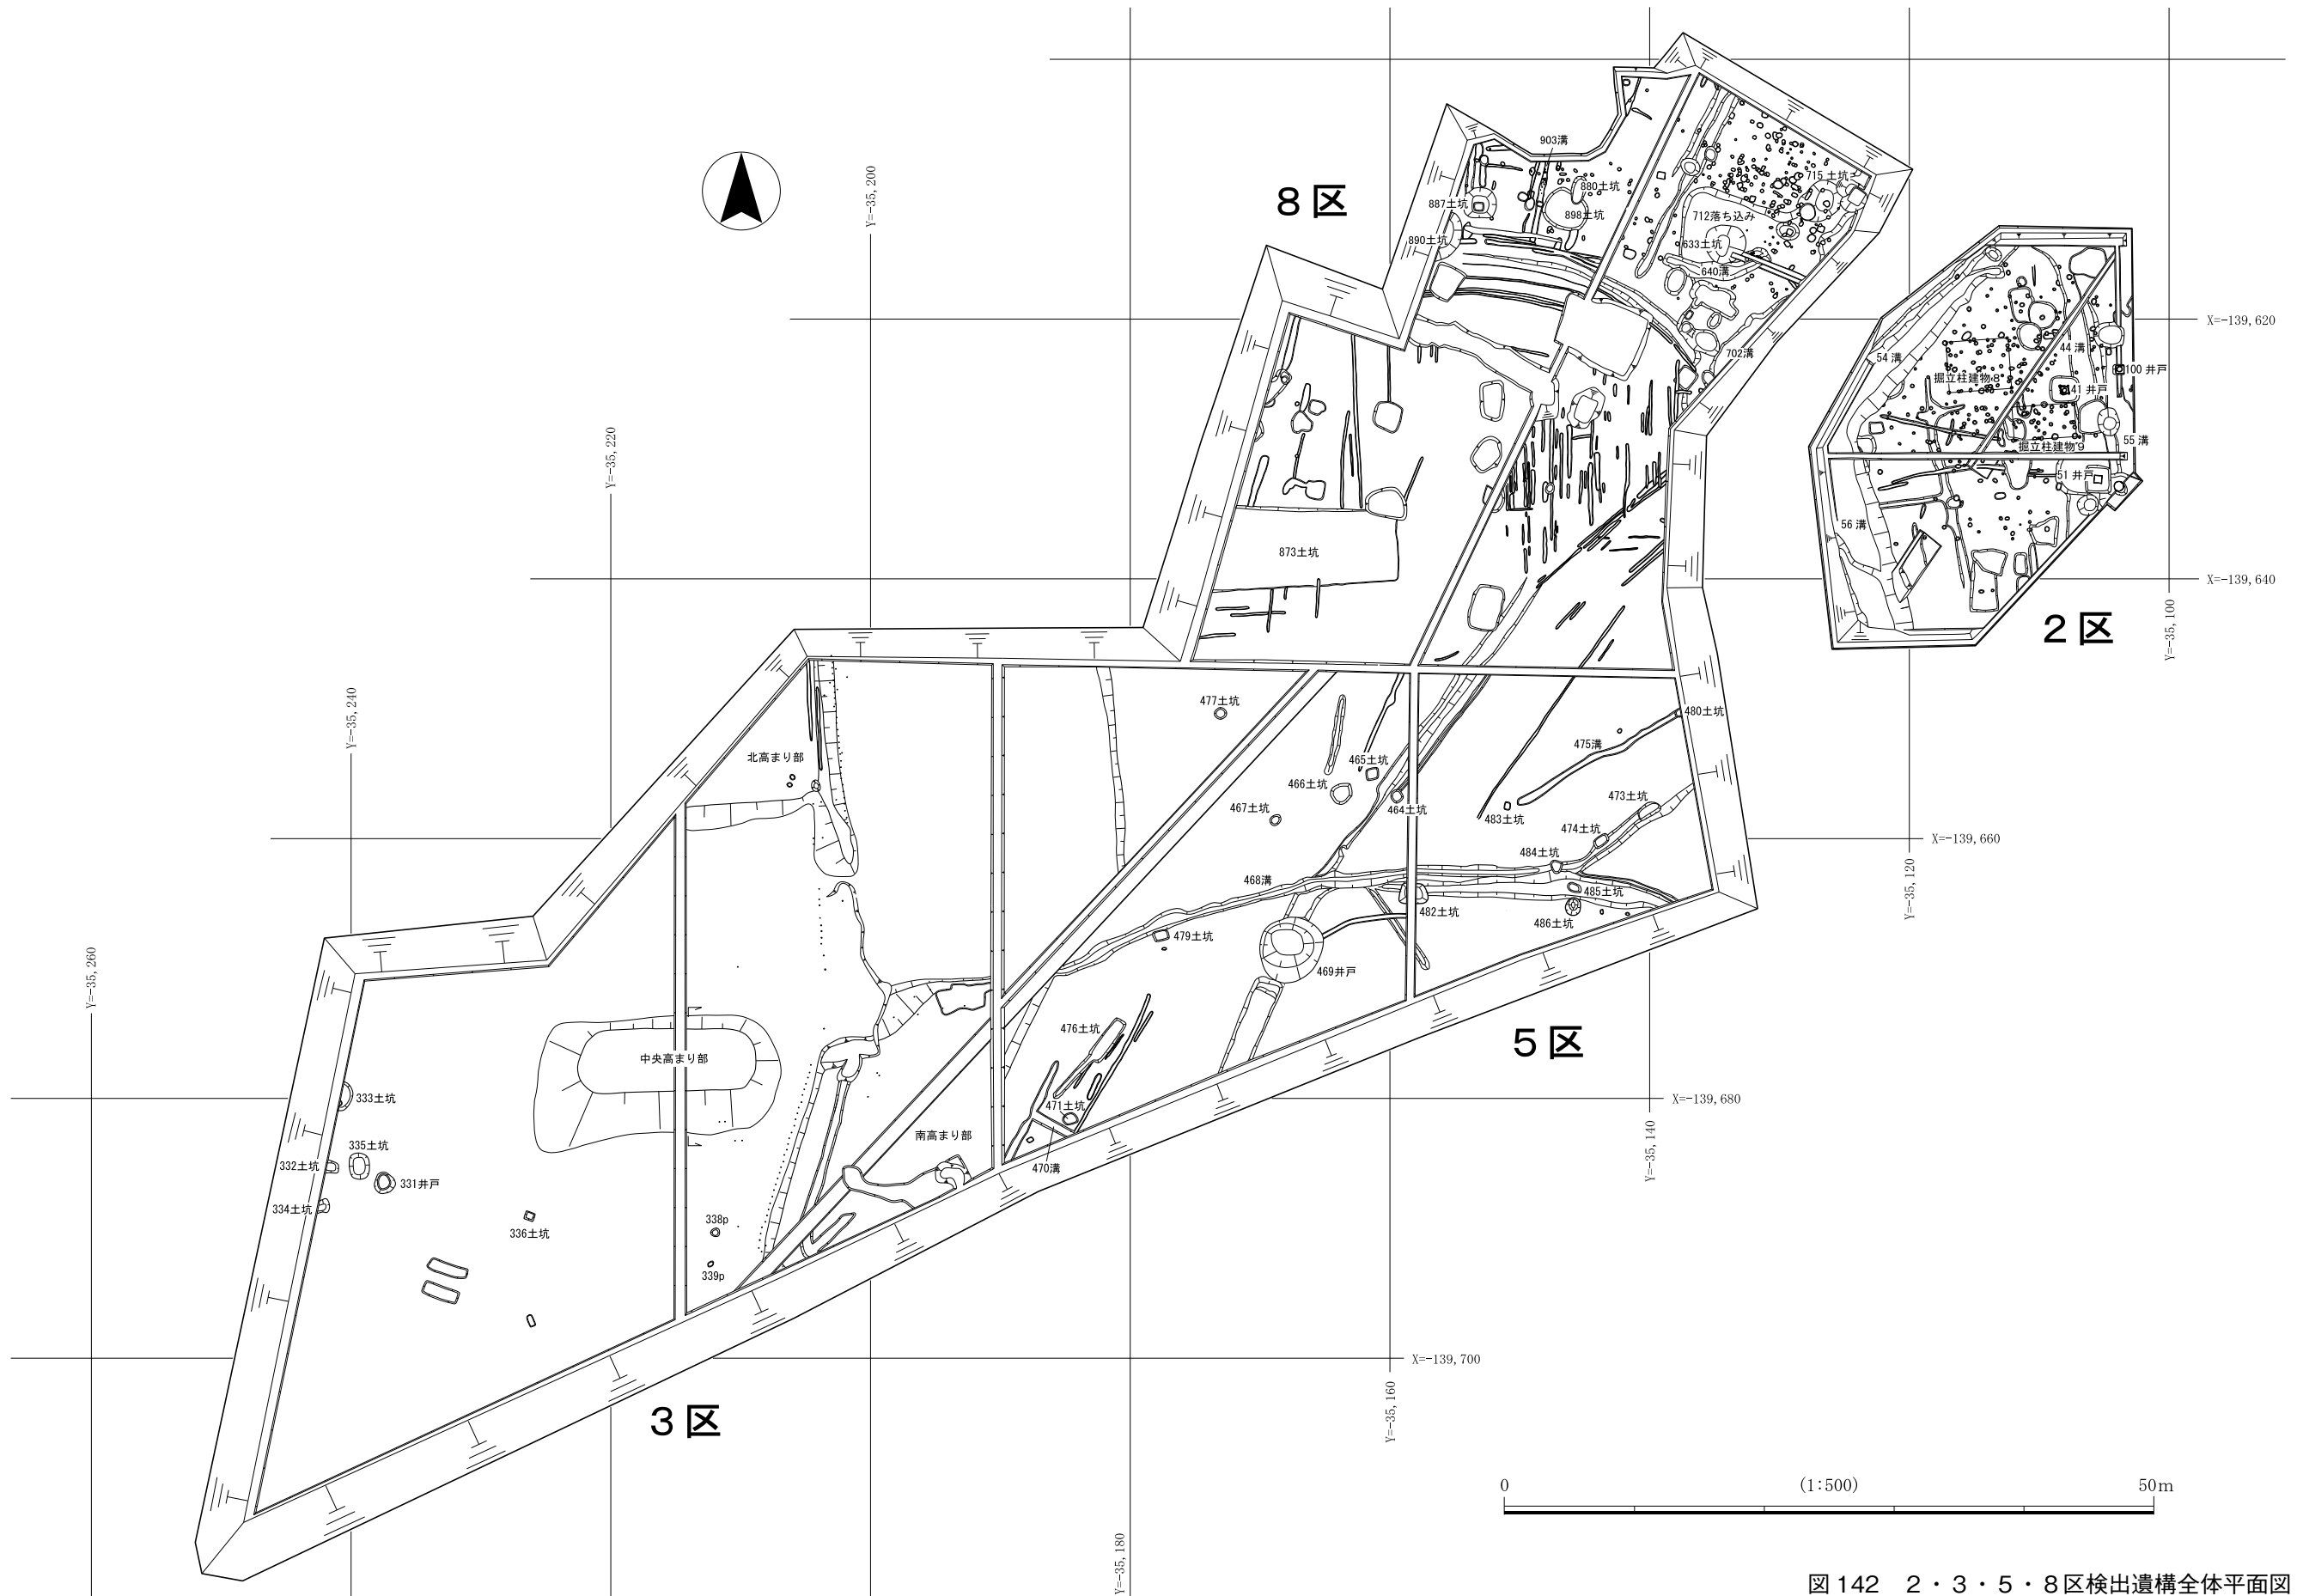 8区
903溝
880土坑
887土坑
898土坑
890土坑
715土坑
712落ち込み
633土坑
640溝
702溝
873土坑
2区
54溝
44溝
掘立柱建物8
100井戸
41井戸
掘立柱建物9
55溝
51井戸
56溝
Y=-35,200
Y=-35,220
Y=-35,240
Y=-35,260
X=-139,620
X=-139,640
Y=-35,100
X=-139,660
Y=-35,120
X=-139,680
Y=-35,140
X=-139,700
Y=-35,160
Y=-35,180
477土坑
480土坑
475溝
465土坑
466土坑
467土坑
464土坑
473土坑
483土坑
474土坑
484土坑
468溝
485土坑
482土坑
486土坑
479土坑
469井戸
476土坑
471土坑
470溝
5区
北高まり部
中央高まり部
南高まり部
333土坑
335土坑
332土坑
331井戸
334土坑
336土坑
338p
339p
3区
0 (1:500) 50m
図142 2・3・5・8区検出遺構全体平面図